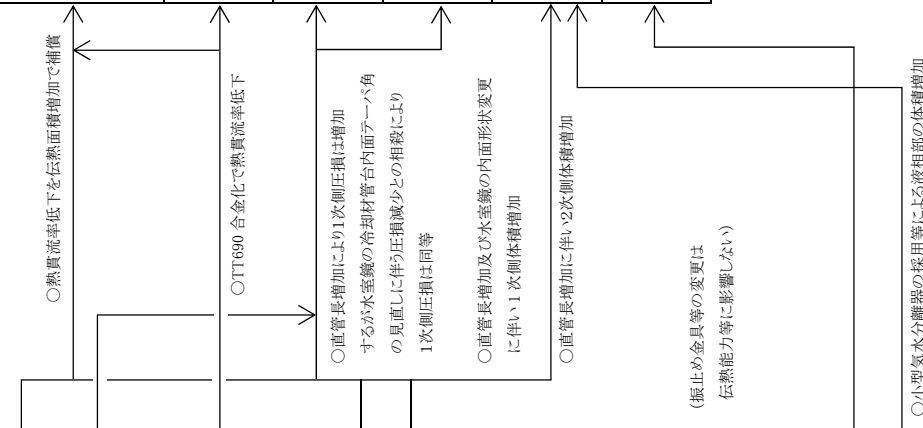 ○熱貫流率低下を伝熱面積増加で補償
○TT690合金化で熱貫流率低下
○直管長増加により1次側圧損は増加
するが水室鏡の冷却材管台内面テーパ角
の見直しに伴う圧損減少との相殺により
1次側圧損は同等
○直管長増加及び水室鏡の内面形状変更
に伴い1次側体積増加
○直管長増加に伴い2次側体積増加
(振止め金具等の変更は
伝熱能力等に影響しない)
○小型気水分離器の採用等による液相部の体積増加